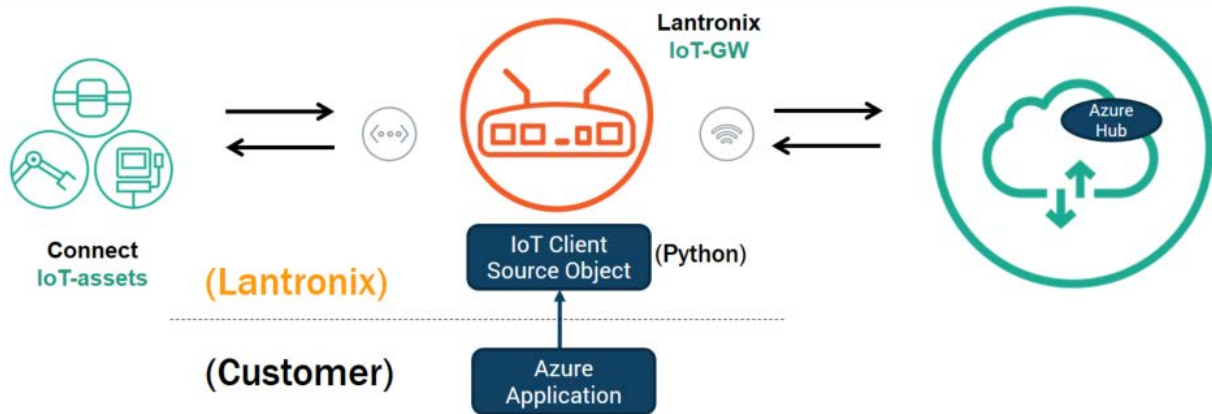 Lantronix
IoT-GW
Azure
Hub
Connect
IoT-assets
IoT Client
Source Object
(Python)
(Lantronix)
(Customer)
Azure
Application